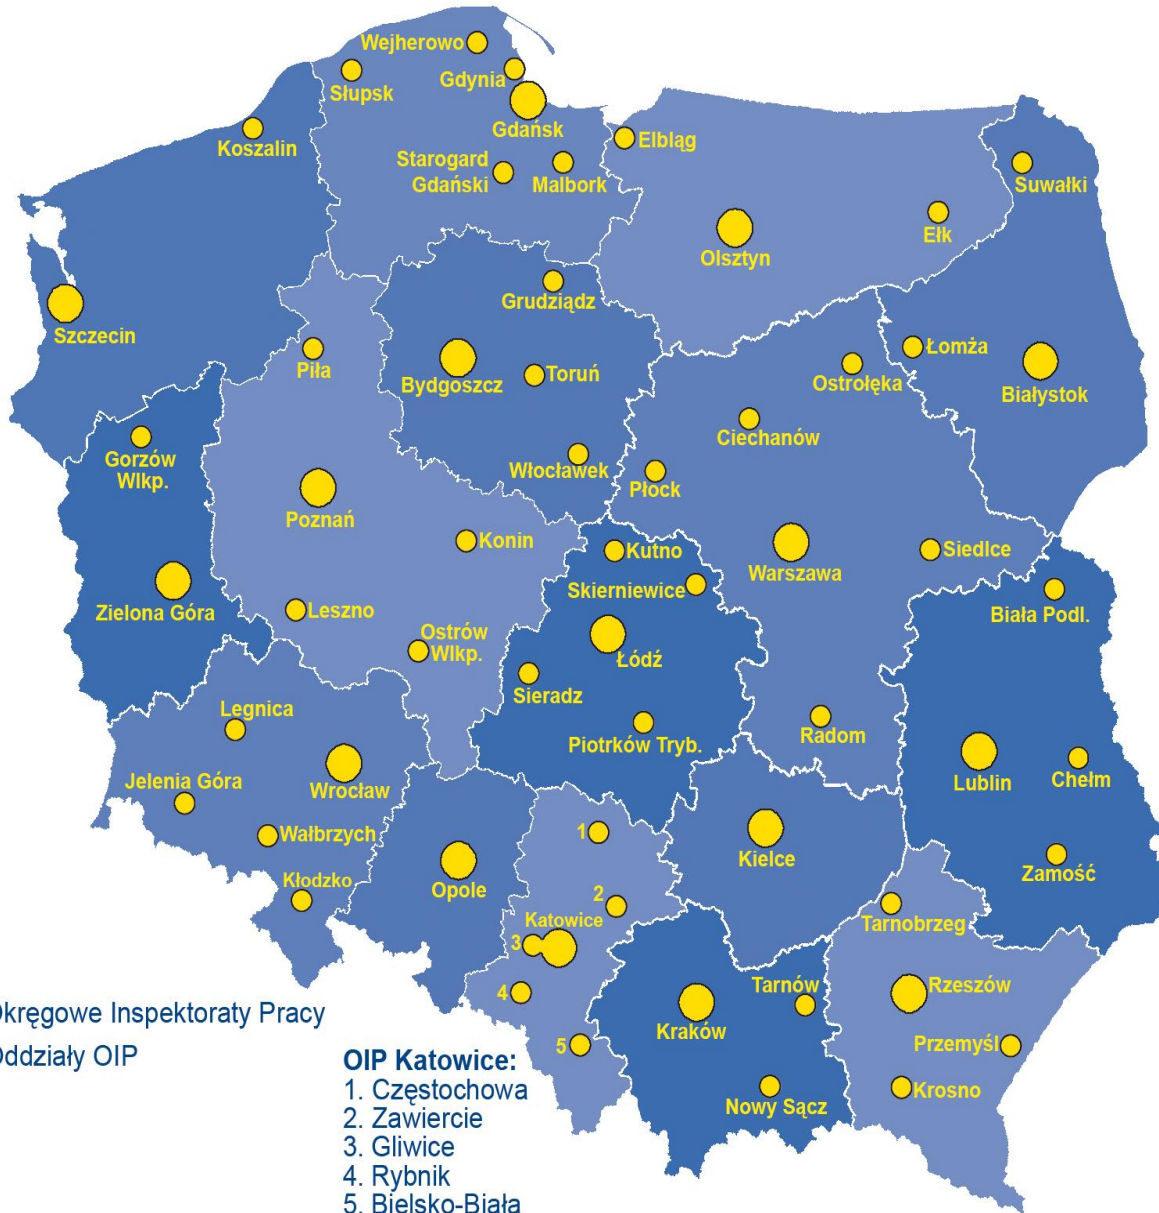 Wejherowo
Gdynia
Słupsk
Gdańsk
Koszalin
Elbląg
Starogard
Gdański
Malbork
Suwałki
Ełk
Olsztyn
Grudziądz
Szczecin
Piła
Bydgoszcz
Toruń
Łomża
Ostrołęka
Białystok
Ciechanów
Gorzów
Wlkp.
Włocławek
Płock
Poznań
Konin
Kutno
Siedlce
Warszawa
Skierniewice
Zielona Góra
Leszno
Biała Podl.
Ostrów
Wlkp.
Łódź
Sieradz
Legnica
Piotrków Tryb.
Radom
Jelenia Góra
Wrocław
Lublin
Chełm
Wałbrzych
1
Kielce
Kłodzko
Opole
2
Zamość
Katowice
Tarnobrzeg
3
4
Tarnów
Rzeszów
Kraków
5
Przemyśl
Nowy Sącz
Krosno
Okręgowe Inspektoraty Pracy
Oddziały OIP
OIP Katowice:
1. Częstochowa
2. Zawiercie
3. Gliwice
4. Rybnik
5. Bielsko-Biała